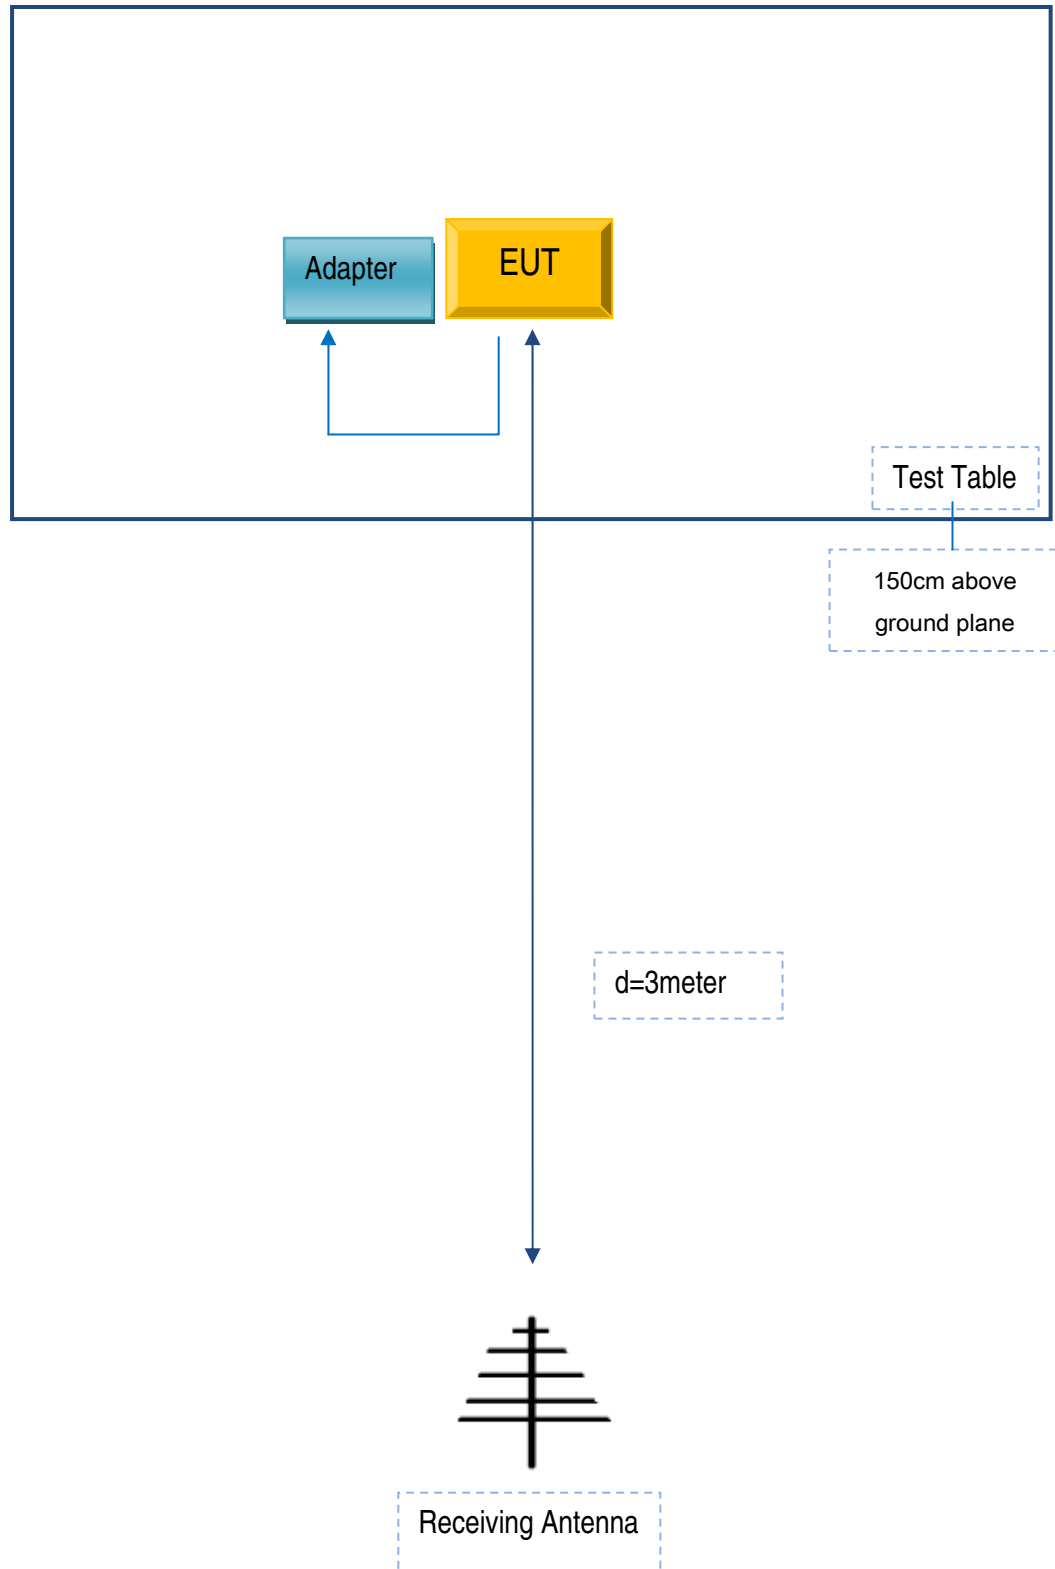 Adapter
EUT
Test Table
150cm above
ground plane
d=3meter
Receiving Antenna